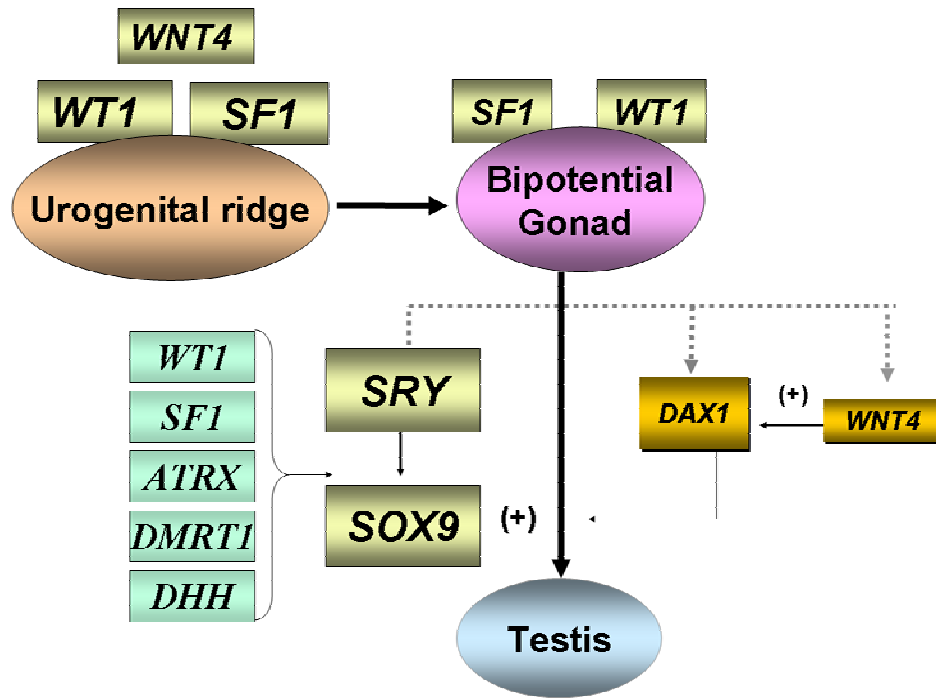 WNT4
WT1
SF1
Urogenital ridge
SF1
WT1
Bipotential
Gonad
WT1
SF1
ATRX
DMRT1
DHH
SRY
SOX9
(+)
DAX1
(+)
WNT4
Testis